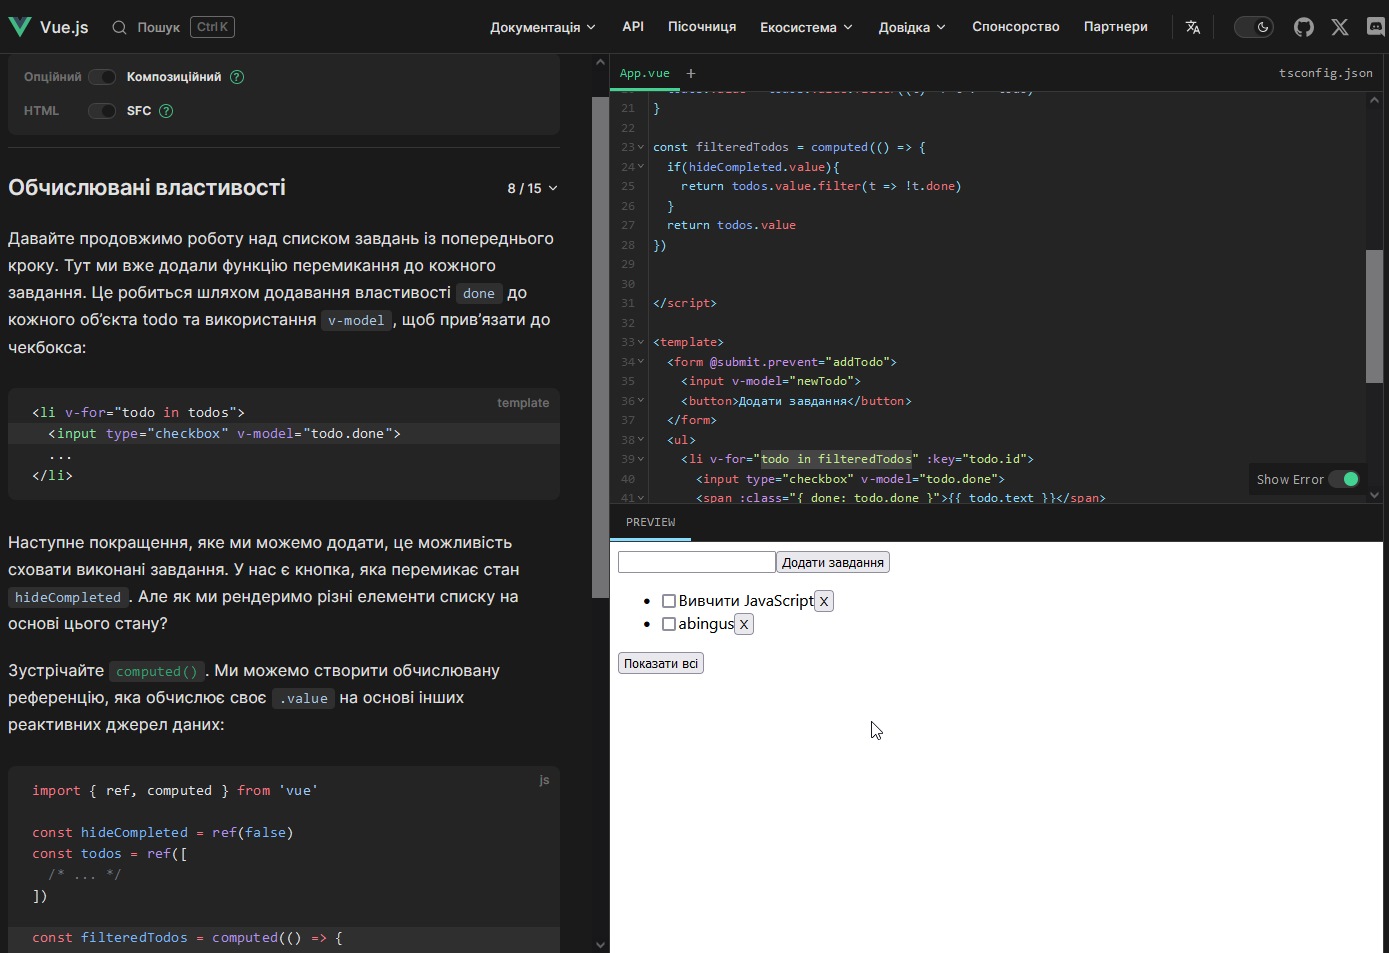 Vue.js
Пошук
Ctrl K
Документація
API
Пісочниця
Екосистема
Довідка
Спонсорство
Партнери
Опційний
Композиційний
HTML
SFC
Обчислювані властивості
8 / 15
Давайте продовжимо роботу над списком завдань із попереднього
кроку. Тут ми вже додали функцію перемикання до кожного
завдання. Це робиться шляхом додавання властивості done до
кожного об’єкта todo та використання v-model, щоб прив’язати до
чекбокса:
template
<li v-for="todo in todos">
<input type="checkbox" v-model="todo.done">
...
</li>
Наступне покращення, яке ми можемо додати, це можливість
сховати виконані завдання. У нас є кнопка, яка перемикає стан
hideCompleted. Але як ми рендеримо різні елементи списку на
основі цього стану?
Зустрічайте computed(). Ми можемо створити обчислювану
референцію, яка обчислює своє .value на основі інших
реактивних джерел даних:
js
import { ref, computed } from 'vue'
const hideCompleted = ref(false)
const todos = ref([
/* ... */
])
const filteredTodos = computed(() => {
App.vue
+
tsconfig.json
21 }
22
23 const filteredTodos = computed(() => {
24 if(hideCompleted.value){
25 return todos.value.filter(t => !t.done)
26 }
27 return todos.value
28 })
29
30
31 </script>
32
33 <template>
34 <form @submit.prevent="addTodo">
35 <input v-model="newTodo">
36 <button>Додати завдання</button>
37 </form>
38 <ul>
39 <li v-for="todo in filteredTodos" :key="todo.id">
40 <input type="checkbox" v-model="todo.done">
41 <span :class="{ done: todo.done }">{{ todo.text }}</span>
Show Error
PREVIEW
Додати завдання
Вивчити JavaScript X
abingus X
Показати всі